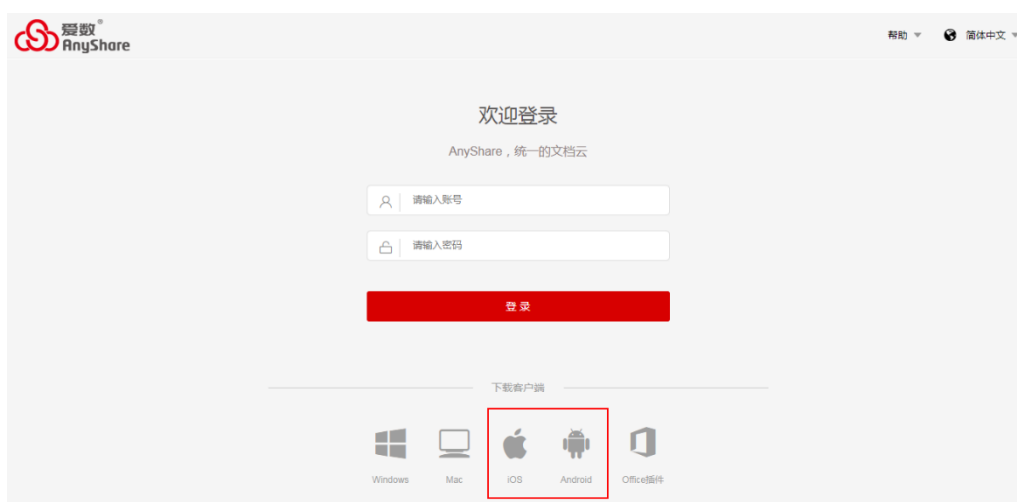 爱数®
AnyShare
帮助 简体中文
欢迎登录
AnyShare，统一的文档云
请输入账号
请输入密码
登 录
下载客户端
Windows Mac iOS Android Office插件